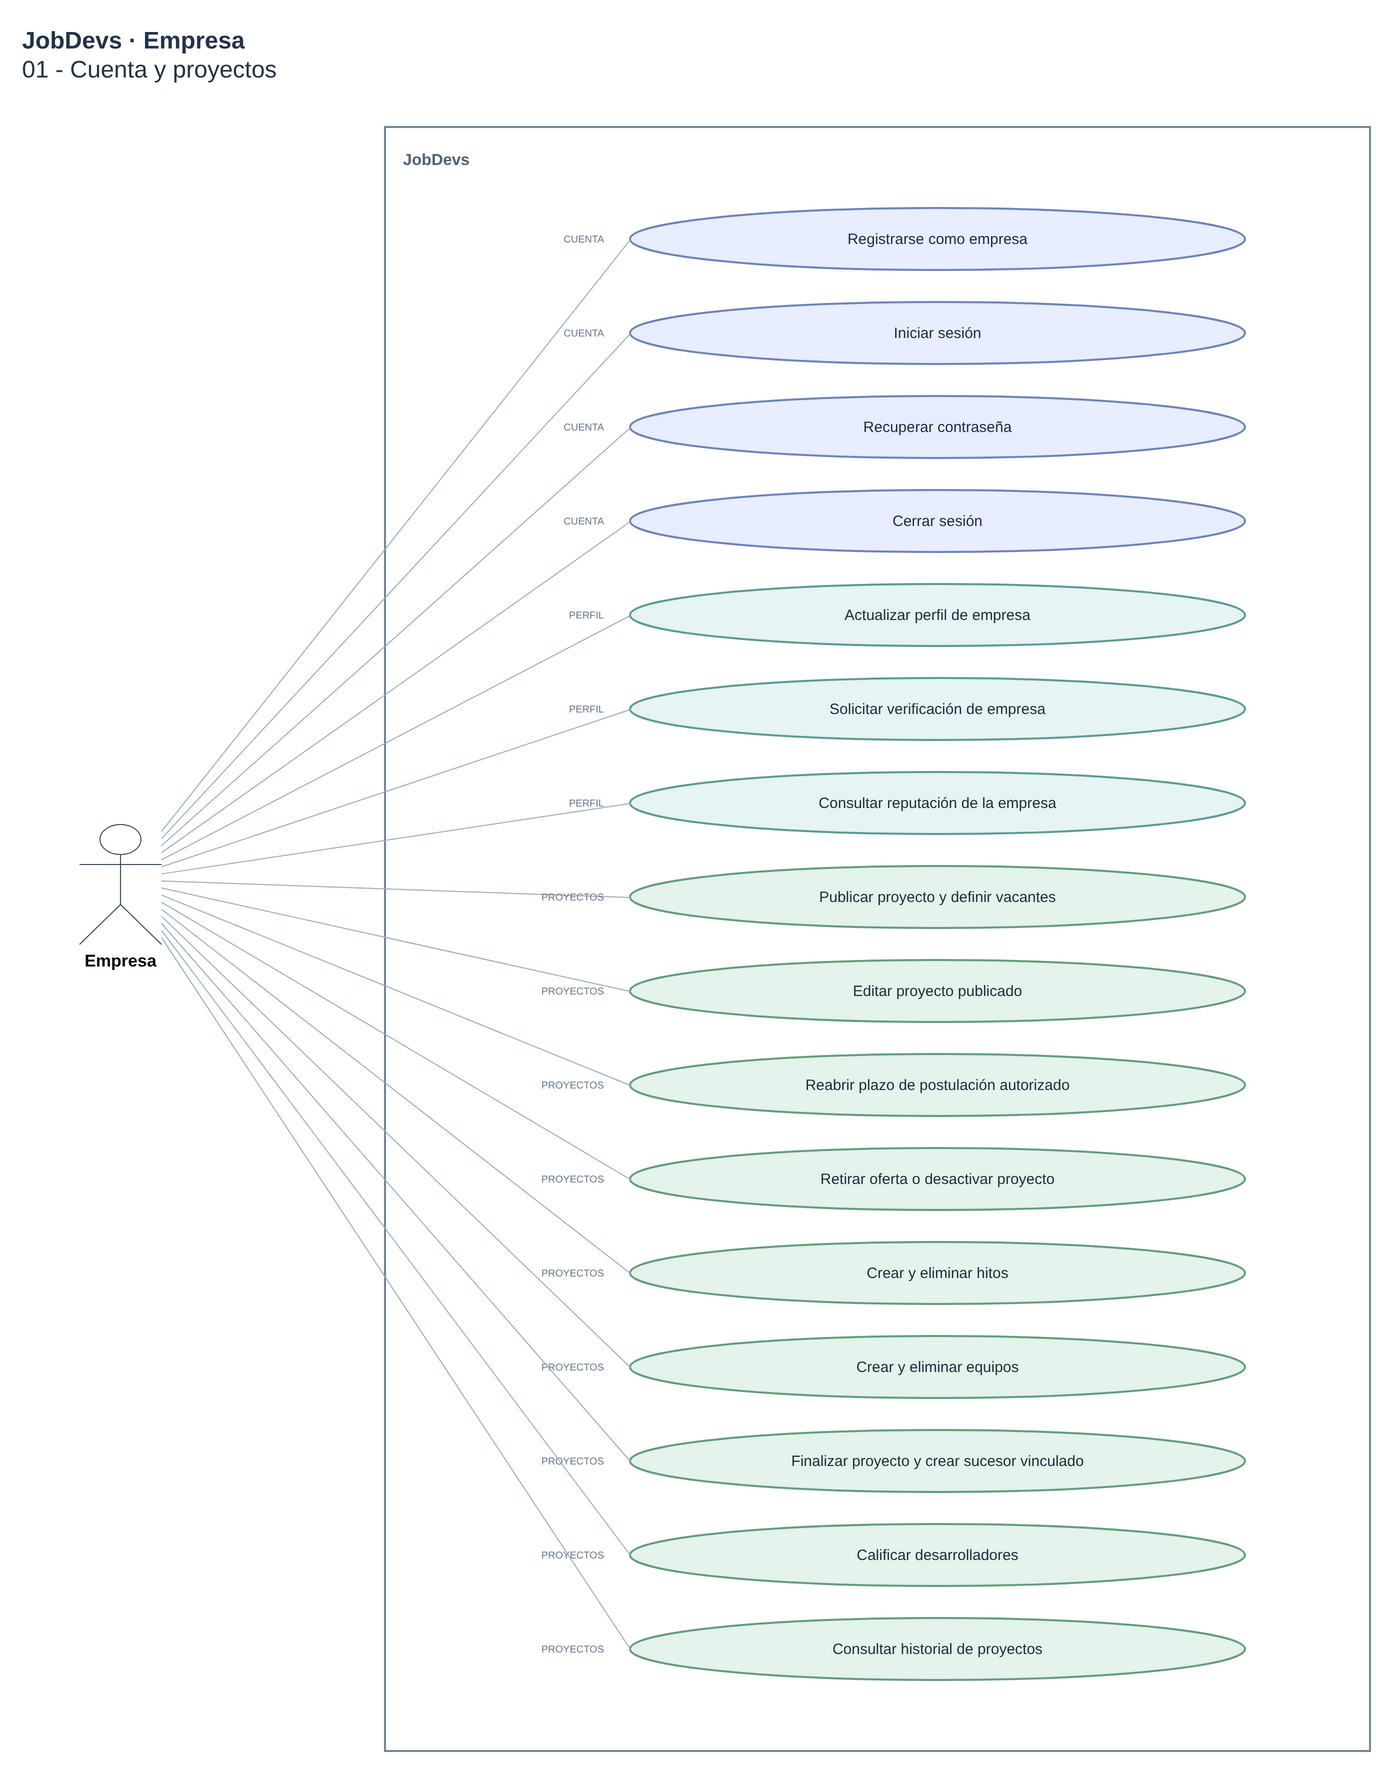 JobDevs · Empresa
01 - Cuenta y proyectos
JobDevs
CUENTA Registrarse como empresa
CUENTA Iniciar sesión
CUENTA Recuperar contraseña
CUENTA Cerrar sesión
PERFIL Actualizar perfil de empresa
PERFIL Solicitar verificación de empresa
PERFIL Consultar reputación de la empresa
PROYECTOS Publicar proyecto y definir vacantes
Empresa
PROYECTOS Editar proyecto publicado
PROYECTOS Reabrir plazo de postulación autorizado
PROYECTOS Retirar oferta o desactivar proyecto
PROYECTOS Crear y eliminar hitos
PROYECTOS Crear y eliminar equipos
PROYECTOS Finalizar proyecto y crear sucesor vinculado
PROYECTOS Calificar desarrolladores
PROYECTOS Consultar historial de proyectos